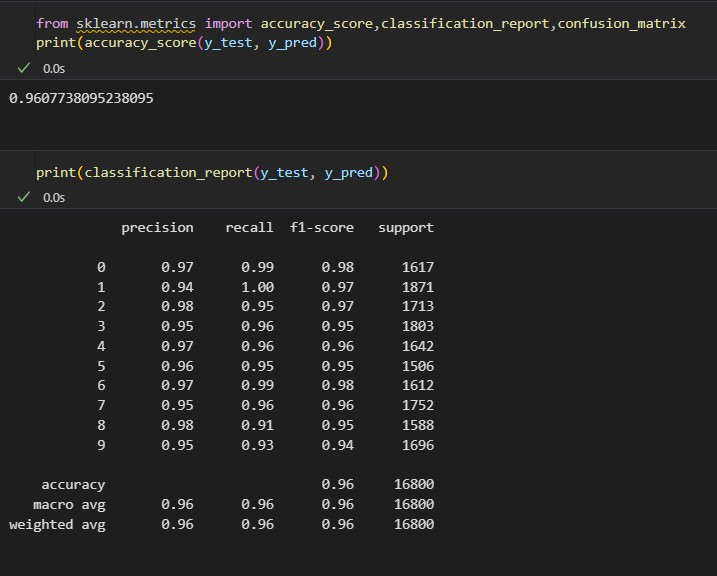 from sklearn.metrics import accuracy_score,classification_report,confusion_matrix
print(accuracy_score(y_test, y_pred))
0.0s
0.9607738095238095
print(classification_report(y_test, y_pred))
0.0s
precision recall f1-score support
0 0.97 0.99 0.98 1617
1 0.94 1.00 0.97 1871
2 0.98 0.95 0.97 1713
3 0.95 0.96 0.95 1803
4 0.97 0.96 0.96 1642
5 0.96 0.95 0.95 1506
6 0.97 0.99 0.98 1612
7 0.95 0.96 0.96 1752
8 0.98 0.91 0.95 1588
9 0.95 0.93 0.94 1696
accuracy 0.96 16800
macro avg 0.96 0.96 0.96 16800
weighted avg 0.96 0.96 0.96 16800